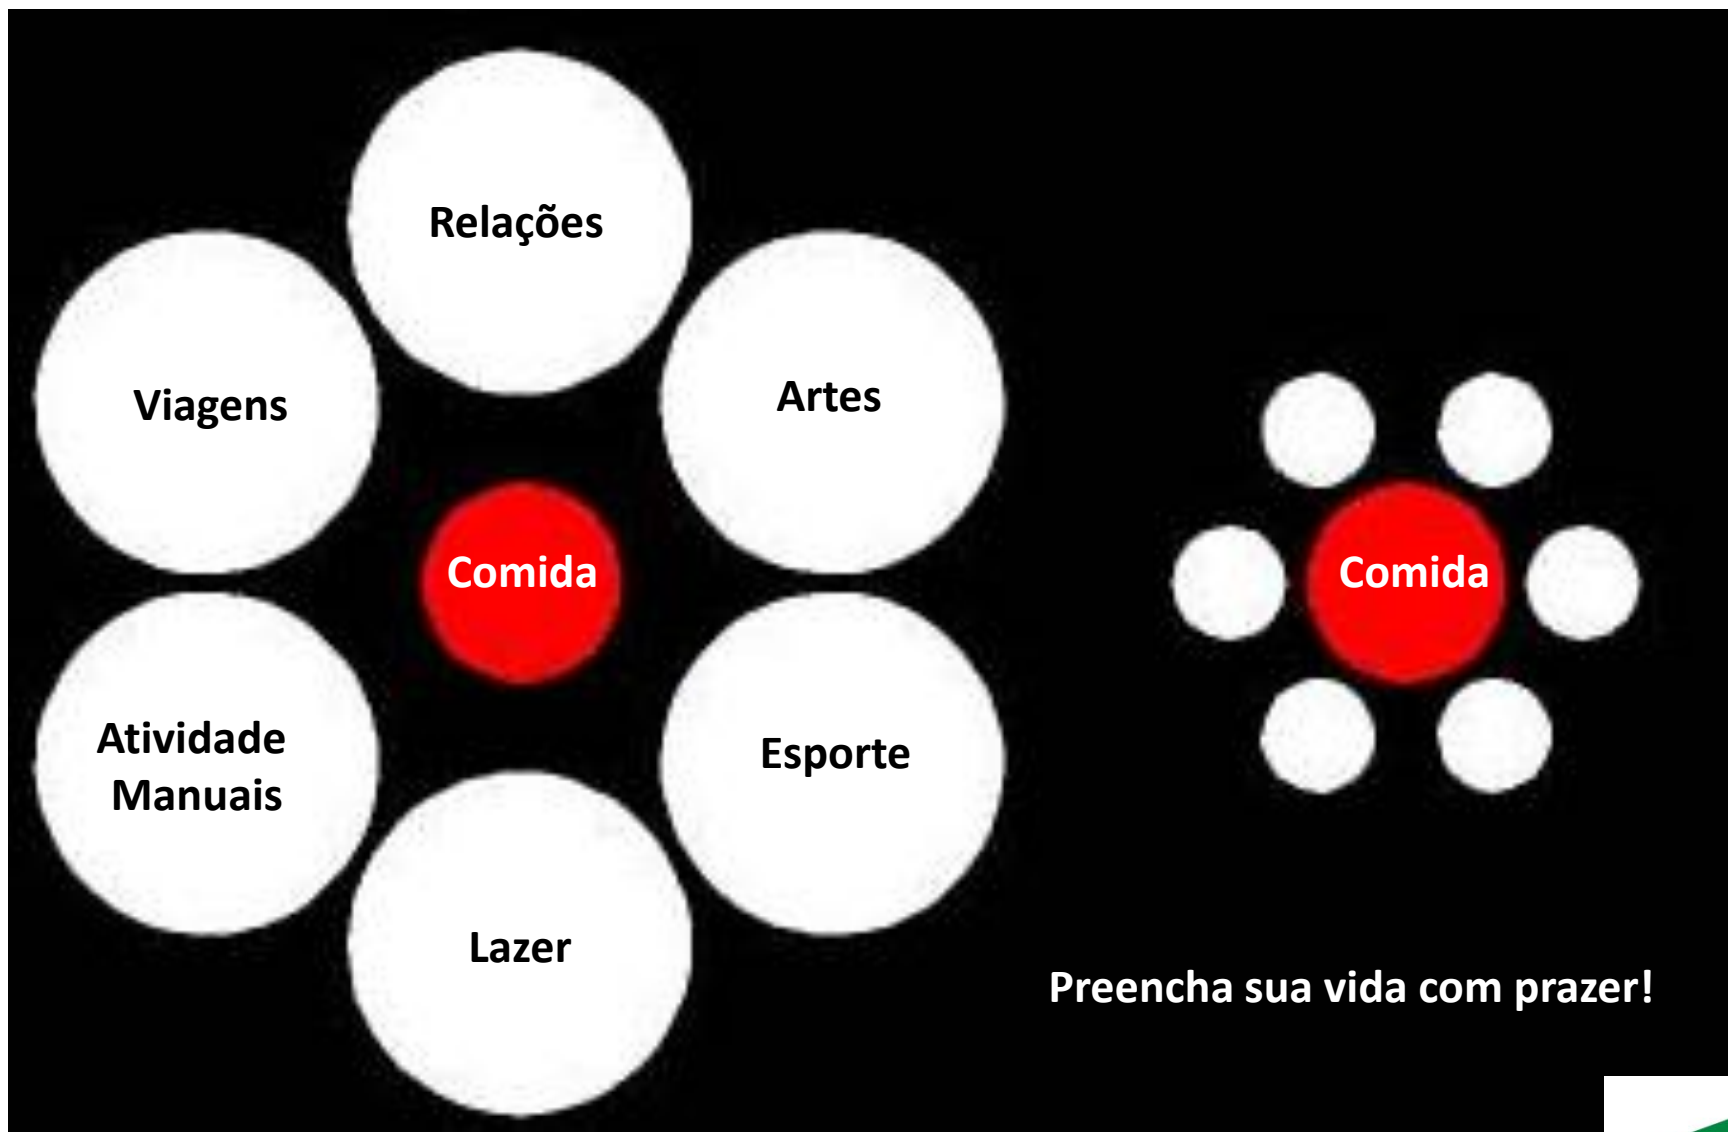 Relações
Viagens
Artes
Comida
Comida
Atividade
Manuais
Esporte
Lazer
Preencha sua vida com prazer!